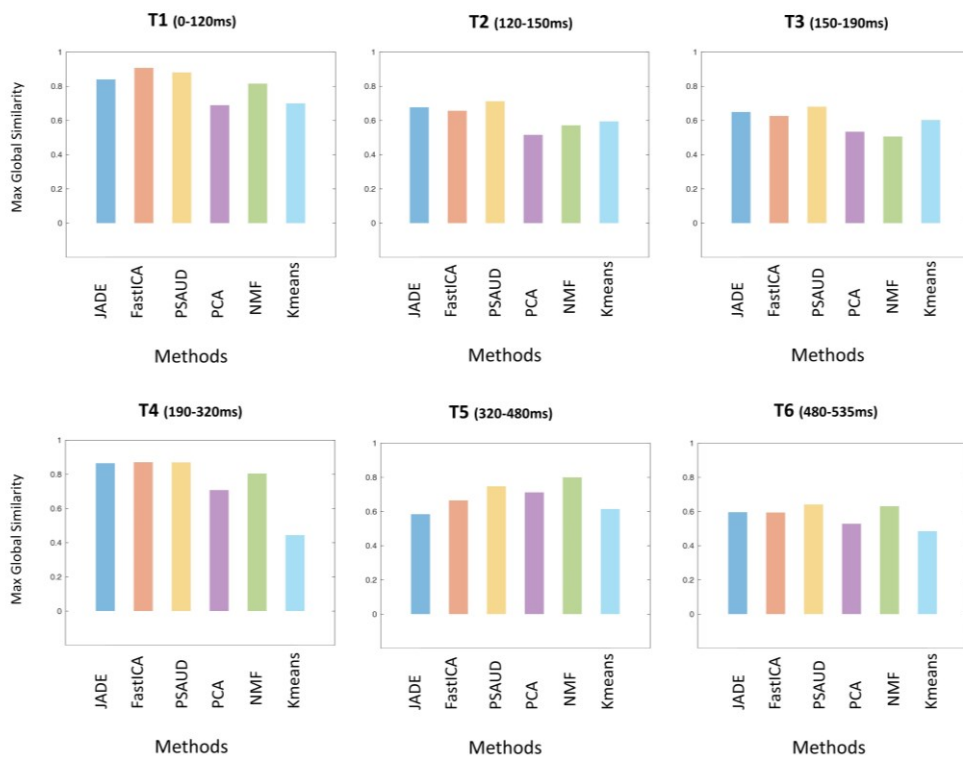 T1 (0-120ms)
T2 (120-150ms)
T3 (150-190ms)
Max Global Similarity
1
0.8
0.6
0.4
0.2
0
JADE
FastICA
PSAUD
PCA
NMF
Kmeans
Methods
1
0.8
0.6
0.4
0.2
0
JADE
FastICA
PSAUD
PCA
NMF
Kmeans
Methods
1
0.8
0.6
0.4
0.2
0
JADE
FastICA
PSAUD
PCA
NMF
Kmeans
Methods
T4 (190-320ms)
T5 (320-480ms)
T6 (480-535ms)
Max Global Similarity
1
0.8
0.6
0.4
0.2
0
JADE
FastICA
PSAUD
PCA
NMF
Kmeans
Methods
1
0.8
0.6
0.4
0.2
0
JADE
FastICA
PSAUD
PCA
NMF
Kmeans
Methods
1
0.8
0.6
0.4
0.2
0
JADE
FastICA
PSAUD
PCA
NMF
Kmeans
Methods